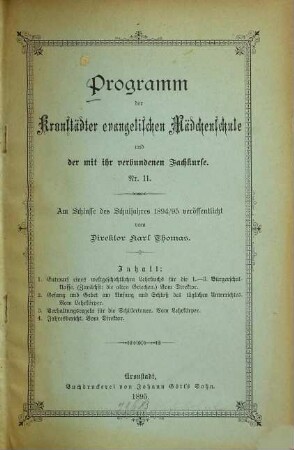 Programm
der
Kronstädter evangelischen Mädchenschule
und
der mit ihr verbundenen Fachkurse.
Nr. 11.
Am Schlusse des Schuljahres 1894/95 veröffentlicht
vom
Direktor Karl Thomas.
Inhalt:
1. Entwurf eines weltgeschichtlichen Lehrbuchs für die 1.—3. Bürgerschul-
klasse. (Zunächst: die alten Griechen.) Vom Direktor.
2. Gesang und Gebet am Anfang und Schluß des täglichen Unterrichtes.
Vom Lehrkörper.
3. Verhaltungsregeln für die Schülerinnen. Vom Lehrkörper.
4. Jahresbericht. Vom Direktor.
Kronstadt,
Buchdruckerei von Johann Gött's Sohn.
1895.